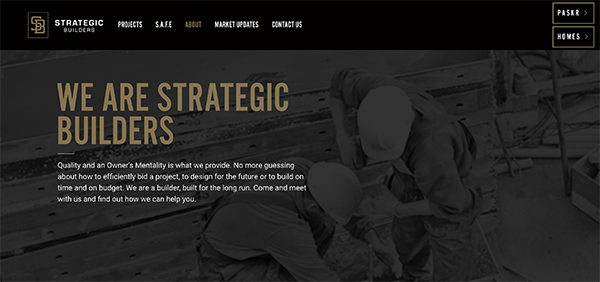 SB
STRATEGIC
BUILDERS
PROJECTS S.A.F.E ABOUT MARKET UPDATES CONTACT US
PASKR >
HOMES >
WE ARE STRATEGIC
BUILDERS
Quality and an Owner's Mentality is what we provide. No more guessing
about how to efficiently bid a project, to design for the future or to build on
time and on budget. We are a builder, built for the long run. Come and meet
with us and find out how we can help you.